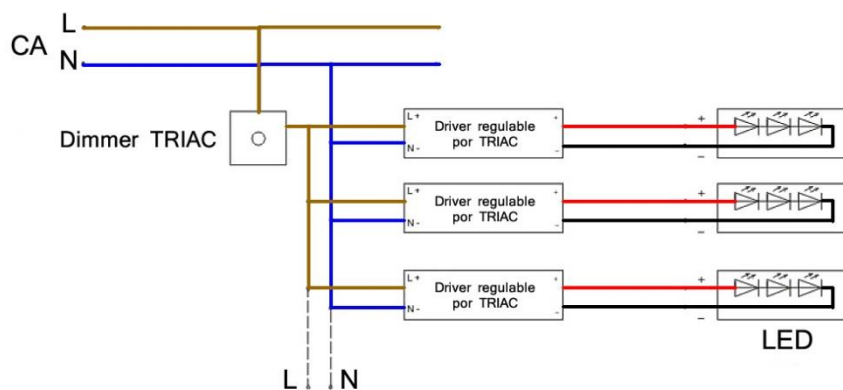 L
CA
N
Dimmer TRIAC
L+
N-
Driver regulable
por TRIAC
+
-
+
-
L+
N-
Driver regulable
por TRIAC
+
-
+
-
L+
N-
Driver regulable
por TRIAC
+
-
+
-
LED
L N